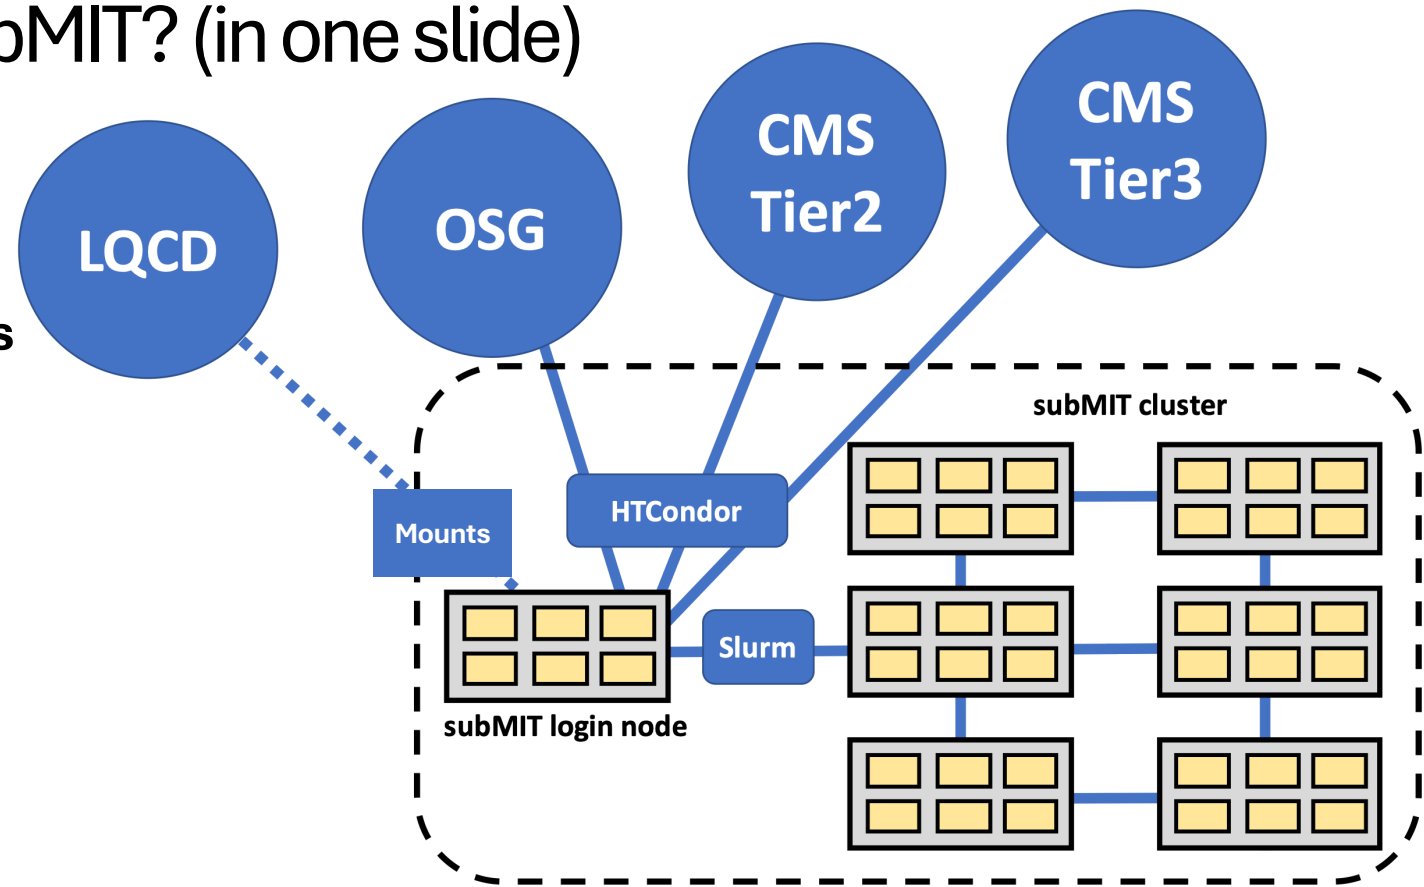 bMIT? (in one slide)
CMS
Tier3
CMS
Tier2
OSG
LQCD
s
subMIT cluster
HTCondor
Mounts
Slurm
subMIT login node